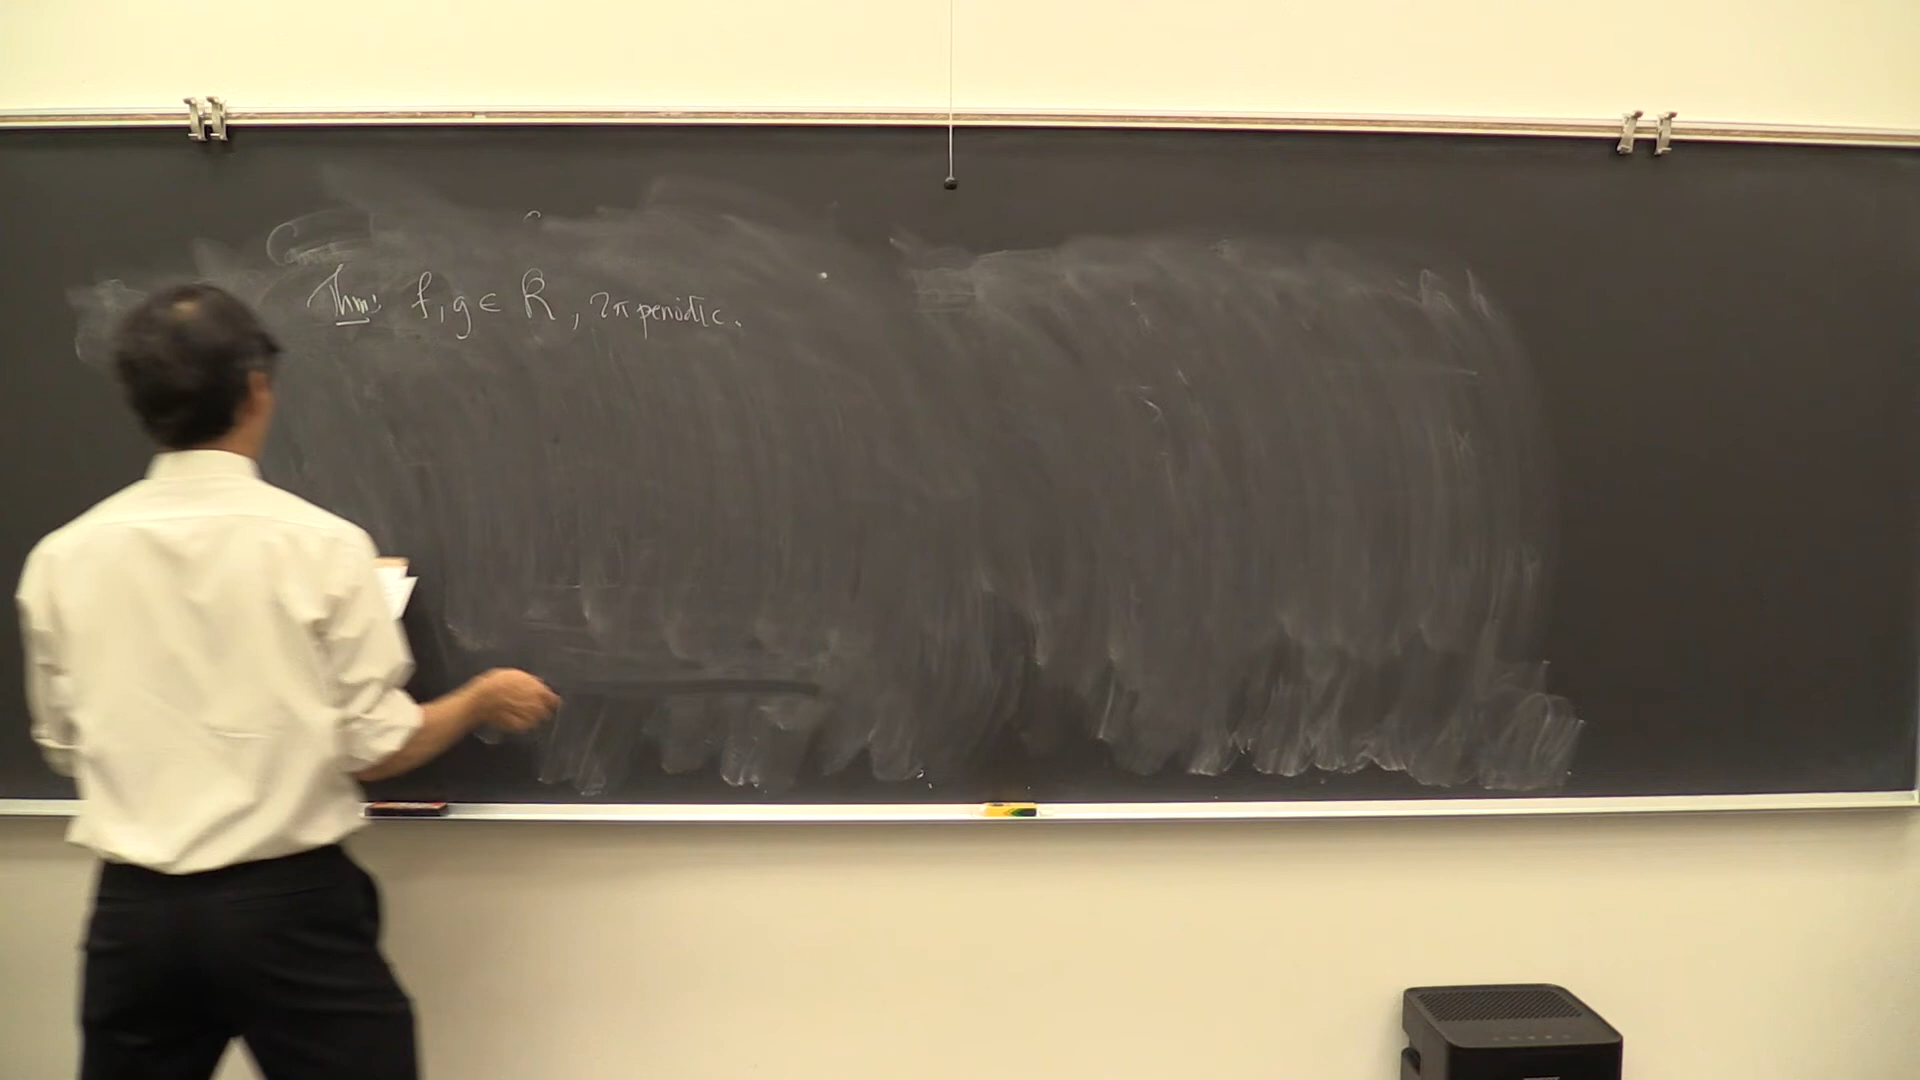 Thm: f, g ∈ R, 2π periodic.